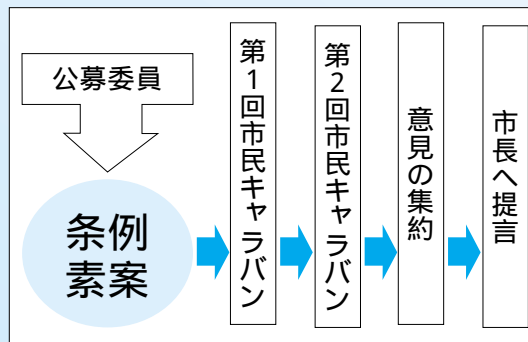 公募委員
条例
素案
第1回市民キャラバン
第2回市民キャラバン
意見の集約
市長へ提言